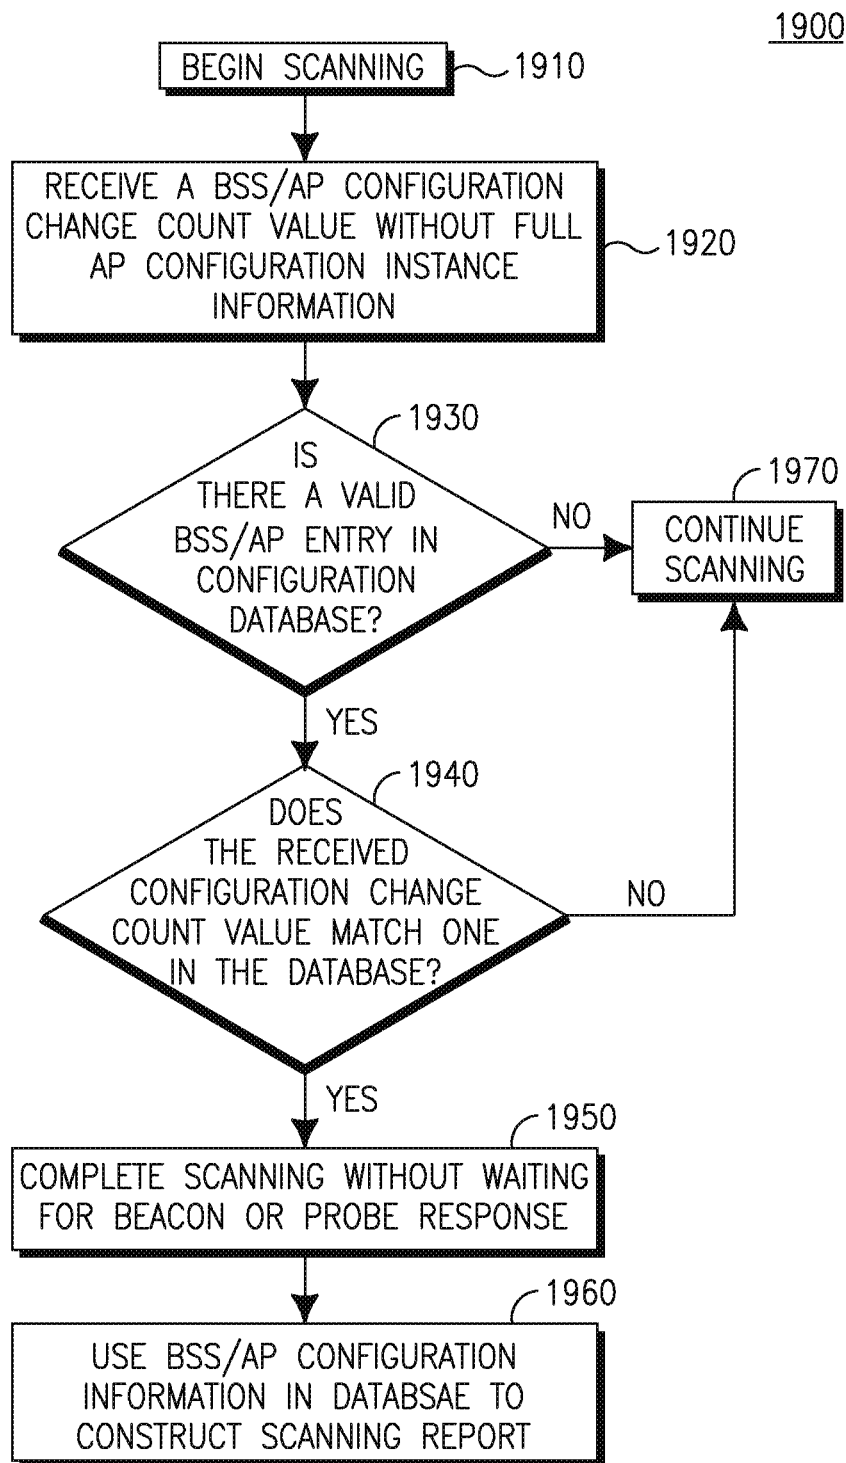 1900
BEGIN SCANNING
1910
RECEIVE A BSS/AP CONFIGURATION
CHANGE COUNT VALUE WITHOUT FULL
AP CONFIGURATION INSTANCE
INFORMATION
1920
1930
IS
THERE A VALID
BSS/AP ENTRY IN
CONFIGURATION
DATABASE?
NO
1970
CONTINUE
SCANNING
YES
1940
DOES
THE RECEIVED
CONFIGURATION CHANGE
COUNT VALUE MATCH ONE
IN THE DATABASE?
NO
YES
1950
COMPLETE SCANNING WITHOUT WAITING
FOR BEACON OR PROBE RESPONSE
1960
USE BSS/AP CONFIGURATION
INFORMATION IN DATABSAE TO
CONSTRUCT SCANNING REPORT